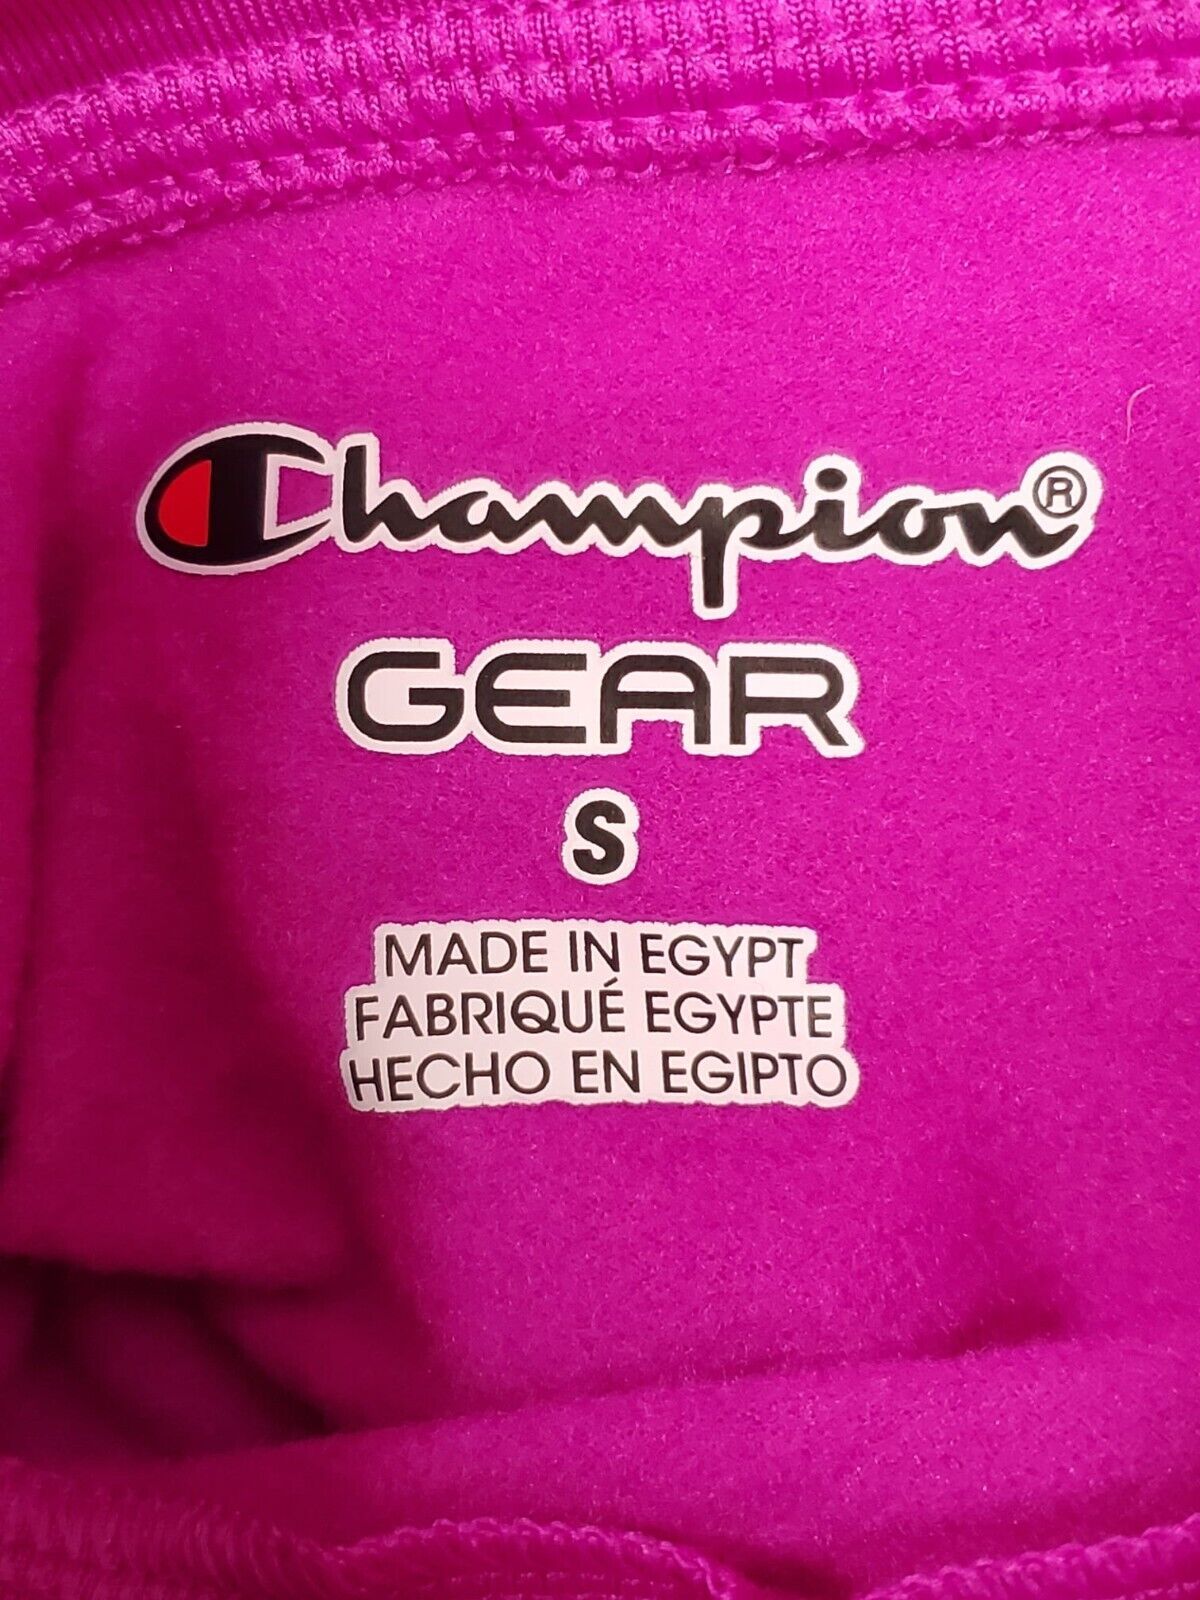 Champion®
GEAR
S
MADE IN EGYPT
FABRIQUÉ EGYPTE
HECHO EN EGIPTO